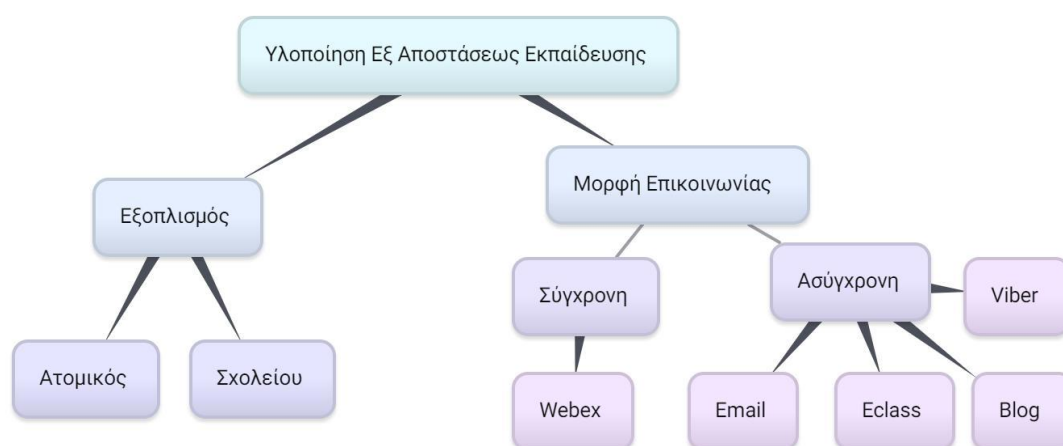 Υλοποίηση Εξ Αποστάσεως Εκπαίδευσης
Εξοπλισμός
Μορφή Επικοινωνίας
Ατομικός
Σχολείου
Σύγχρονη
Ασύγχρονη
Viber
Webex
Email
Eclass
Blog